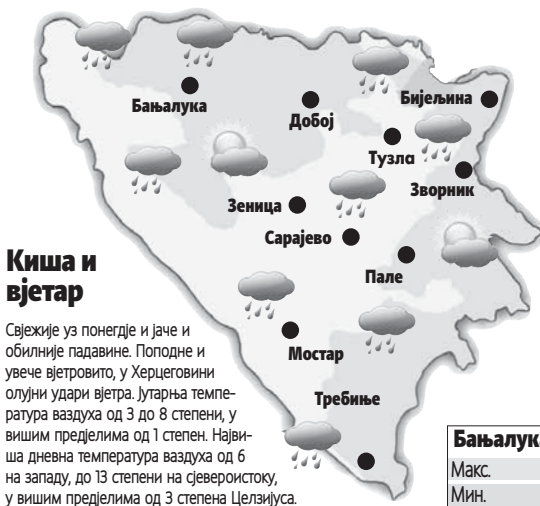 Бањалука
Добој
Бијељина
Тузла
Зворник
Зеница
Сарајево
Пале
Мостар
Требиње
Киша и
вјетар
Свјежије уз понегдје и јаче и
обилније падавине. Поподне и
увече вјетровито, у Херцеговини
олујни удари вјетра. Јутарња темпе-
ратура ваздуха од 3 до 8 степени, у
вишим предјелима од 1 степен. Најви-
ша дневна температура ваздуха од 6
на западу, до 13 степени на сјевероистоку,
у вишим предјелима од 3 степена Целзијуса.
Бањалука
Макс.
Мин.